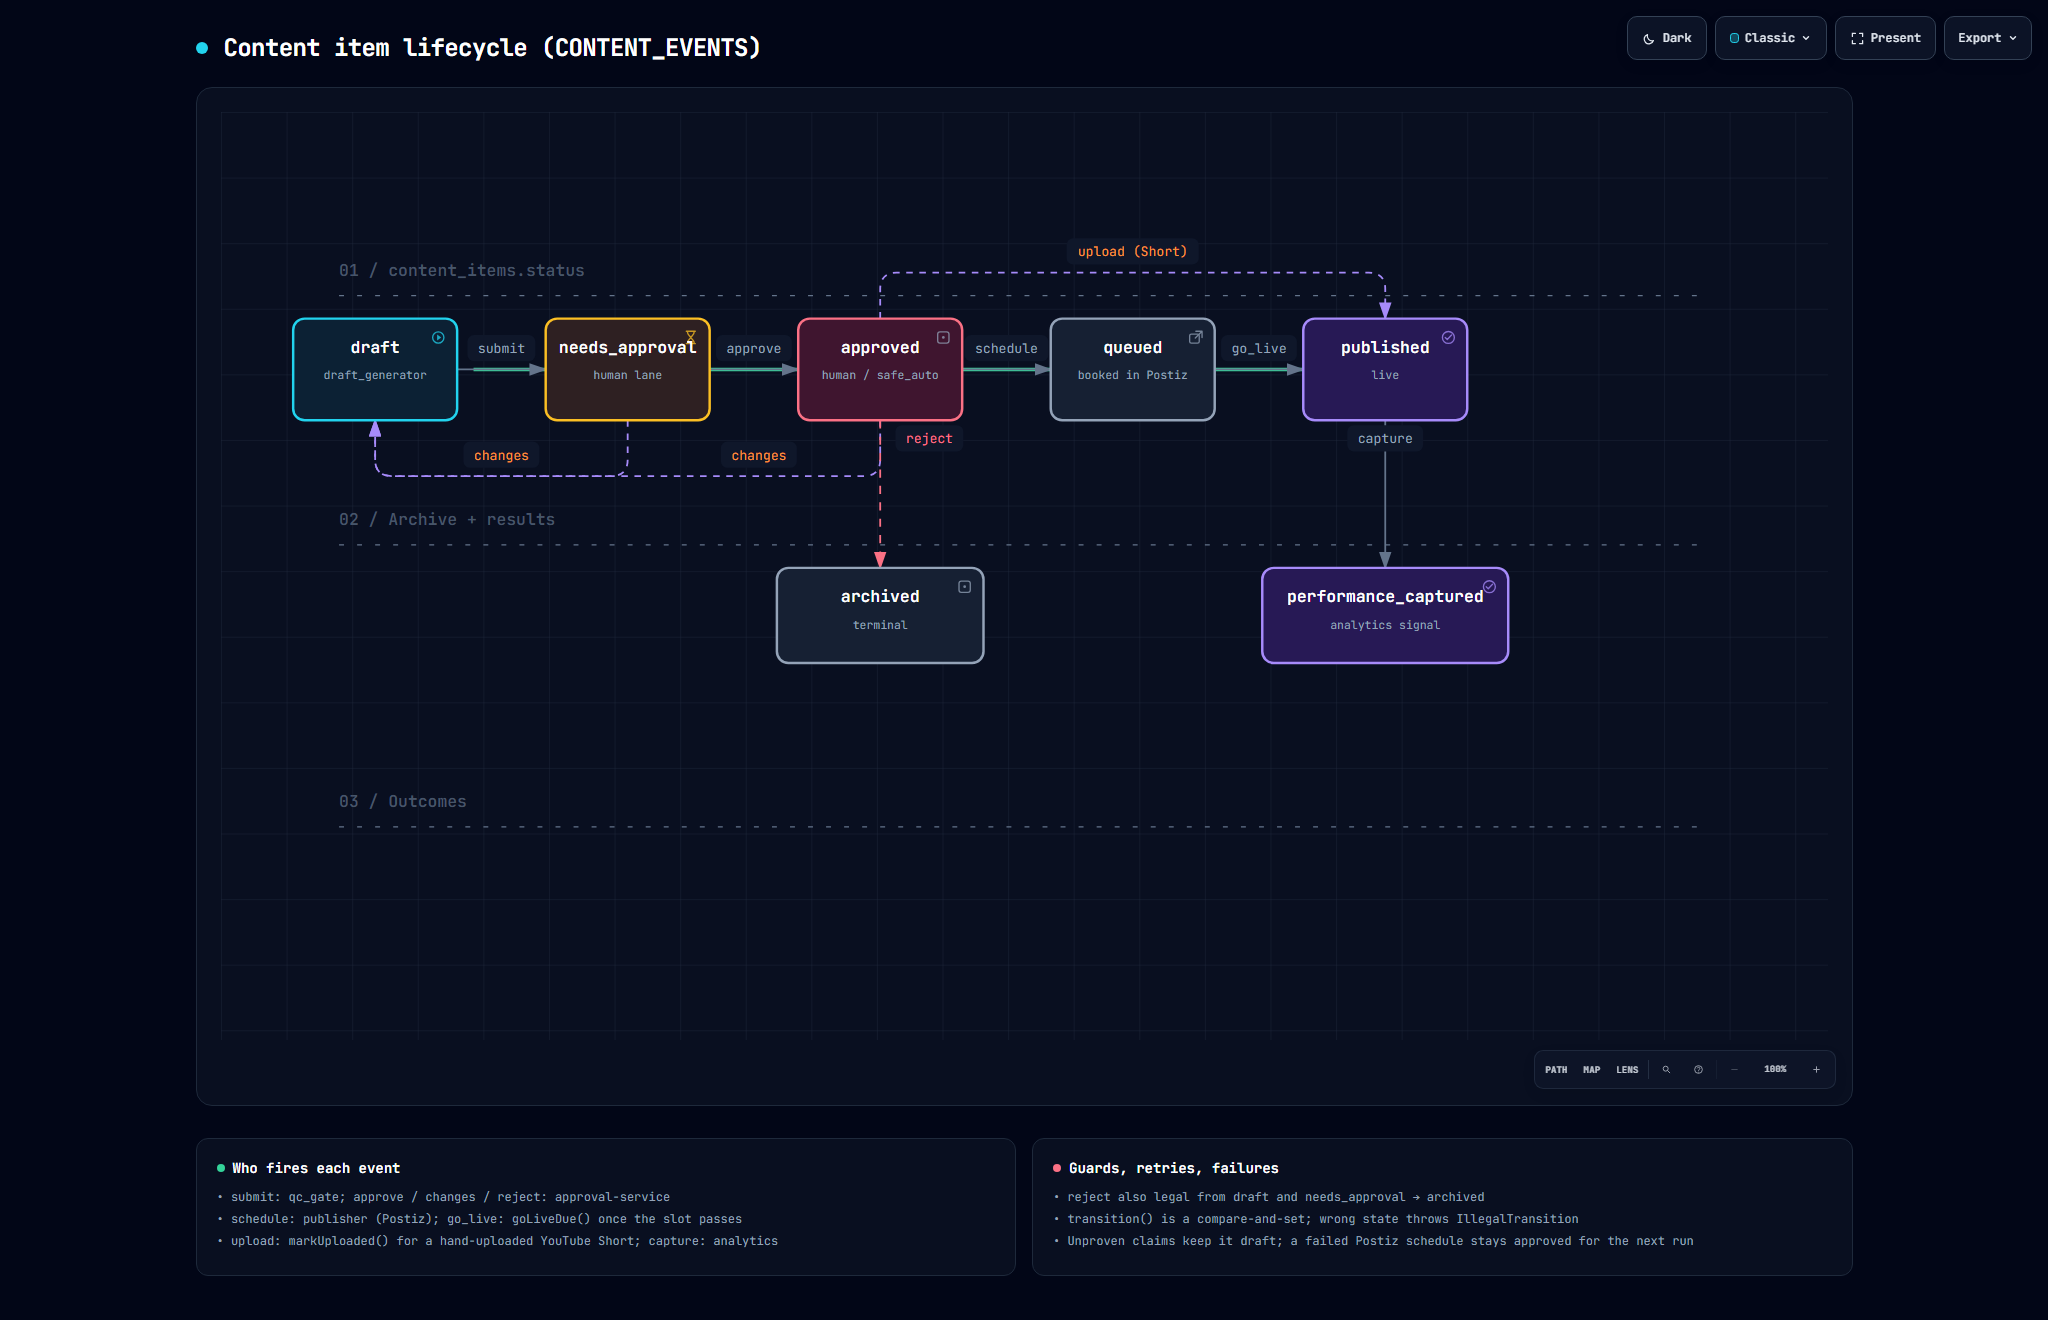 Content item lifecycle (CONTENT_EVENTS)
Dark
Classic
Present
Export
upload (Short)
01 / content_items.status
draft
draft_generator
submit
needs_approval
human lane
approve
approved
human / safe_auto
schedule
queued
booked in Postiz
go_live
published
live
changes
changes
reject
capture
02 / Archive + results
archived
terminal
performance_captured
analytics signal
03 / Outcomes
PATH MAP LENS − 100% +
Who fires each event
• submit: qc_gate; approve / changes / reject: approval-service
• schedule: publisher (Postiz); go_live: goLiveDue() once the slot passes
• upload: markUploaded() for a hand-uploaded YouTube Short; capture: analytics
Guards, retries, failures
• reject also legal from draft and needs_approval → archived
• transition() is a compare-and-set; wrong state throws IllegalTransition
• Unproven claims keep it draft; a failed Postiz schedule stays approved for the next run